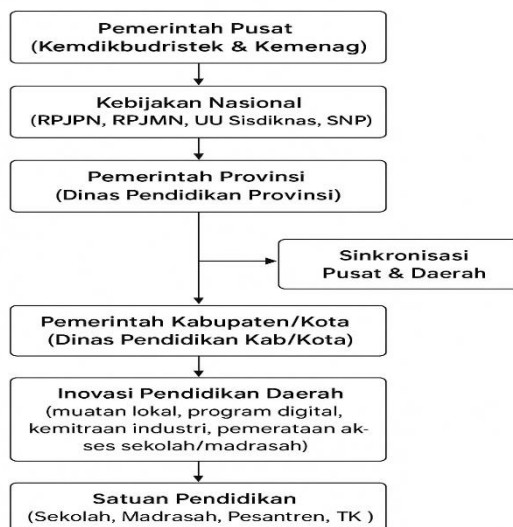 Pemerintah Pusat
(Kemdikbudristek & Kemenag)
Kebijakan Nasional
(RPJPN, RPJMN, UU Sisdiknas, SNP)
Pemerintah Provinsi
(Dinas Pendidikan Provinsi)
Sinkronisasi
Pusat & Daerah
Pemerintah Kabupaten/Kota
(Dinas Pendidikan Kab/Kota)
Inovasi Pendidikan Daerah
(muatan lokal, program digital,
kemitraan industri, pemerataan ak-
ses sekolah/madrasah)
Satuan Pendidikan
(Sekolah, Madrasah, Pesantren, TK )